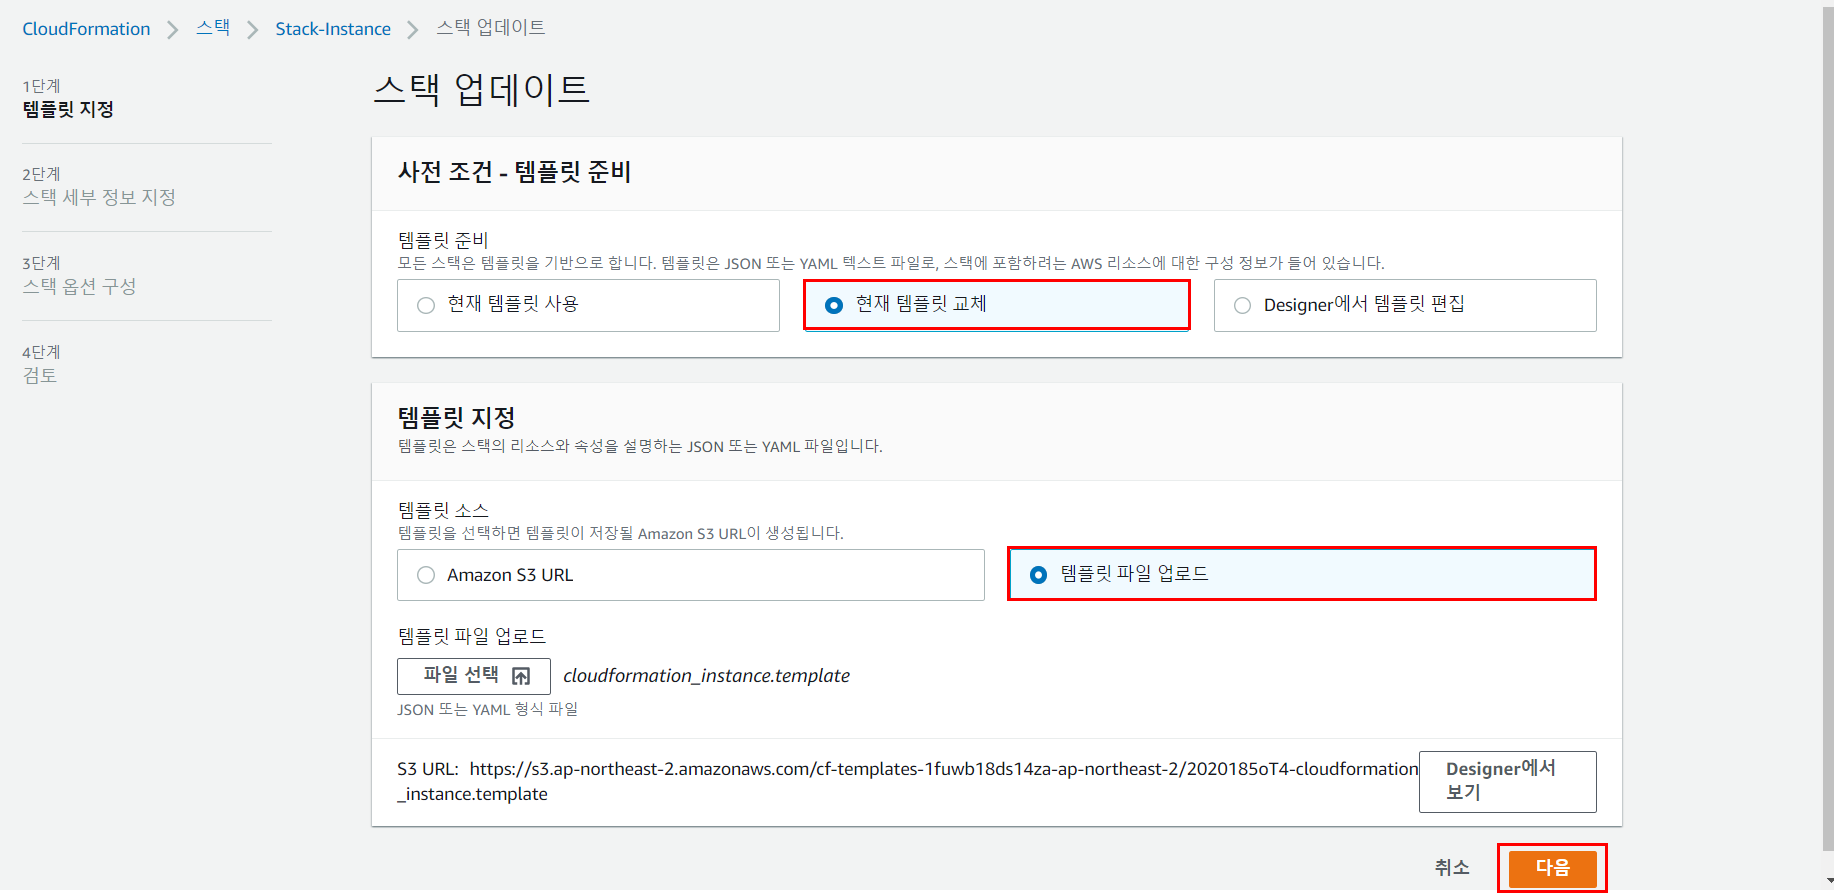 CloudFormation > 스택 > Stack-Instance > 스택 업데이트
1단계
템플릿 지정
2단계
스택 세부 정보 지정
3단계
스택 옵션 구성
4단계
검토
스택 업데이트
사전 조건 - 템플릿 준비
템플릿 준비
모든 스택은 템플릿을 기반으로 합니다. 템플릿은 JSON 또는 YAML 텍스트 파일로, 스택에 포함하려는 AWS 리소스에 대한 구성 정보가 들어 있습니다.
현재 템플릿 사용
현재 템플릿 교체
Designer에서 템플릿 편집
템플릿 지정
템플릿은 스택의 리소스와 속성을 설명하는 JSON 또는 YAML 파일입니다.
템플릿 소스
템플릿을 선택하면 템플릿이 저장될 Amazon S3 URL이 생성됩니다.
Amazon S3 URL
템플릿 파일 업로드
템플릿 파일 업로드
파일 선택 cloudformation_instance.template
JSON 또는 YAML 형식 파일
S3 URL: https://s3.ap-northeast-2.amazonaws.com/cf-templates-1fuwb18ds14za-ap-northeast-2/2020185oT4-cloudformation
_instance.template
Designer에서
보기
취소
다음